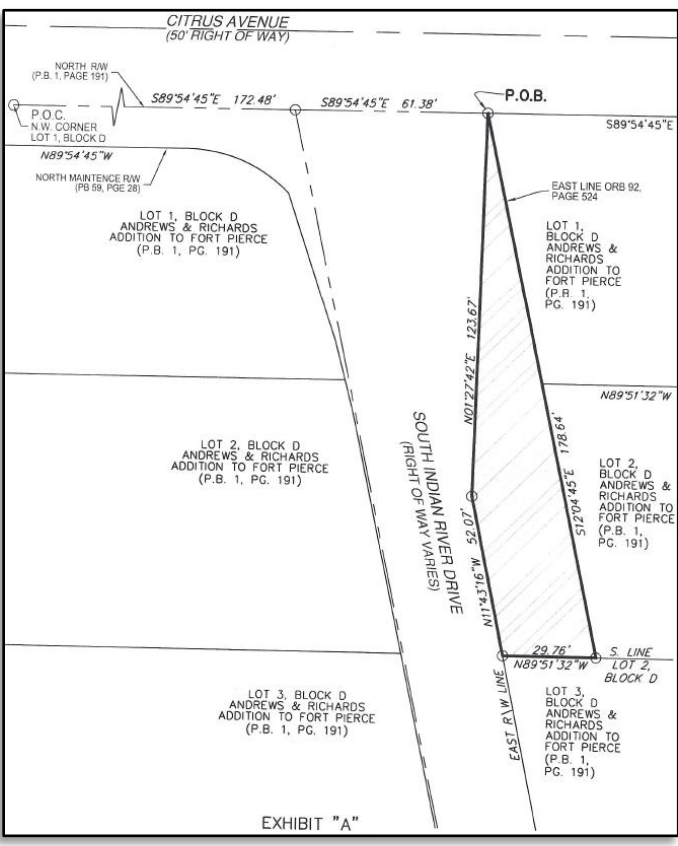 CITRUS AVENUE
(50' RIGHT OF WAY)
NORTH R/W
(P.B. 1, PAGE 191)
S89°54'45"E 172.48'
S89°54'45"E 61.38'
P.O.B.
S89°54'45"E
P.O.C.
N.W. CORNER
LOT 1, BLOCK D
N89°54'45"W
NORTH MAINTENCE R/W
(PB 59, PGE 28)
EAST LINE ORB 92,
PAGE 524
LOT 1, BLOCK D
ANDREWS & RICHARDS
ADDITION TO FORT PIERCE
(P.B. 1, PG. 191)
LOT 1,
BLOCK D
ANDREWS &
RICHARDS
ADDITION TO
FORT PIERCE
(P.B. 1,
PG. 191)
N01°27'42"E 123.67'
N89°51'32"W
S12°04'45"E 178.64'
SOUTH INDIAN RIVER DRIVE
(RIGHT OF WAY VARIES)
LOT 2, BLOCK D
ANDREWS & RICHARDS
ADDITION TO FORT PIERCE
(P.B. 1, PG. 191)
LOT 2,
BLOCK D
ANDREWS &
RICHARDS
ADDITION TO
FORT PIERCE
(P.B. 1,
PG. 191)
N11°43'16"W 52.07'
29.76'
N89°51'32"W
S. LINE
LOT 2,
BLOCK D
EAST R\W LINE
LOT 3, BLOCK D
ANDREWS & RICHARDS
ADDITION TO FORT PIERCE
(P.B. 1, PG. 191)
LOT 3,
BLOCK D
ANDREWS &
RICHARDS
ADDITION TO
FORT PIERCE
(P.B. 1,
PG. 191)
EXHIBIT "A"